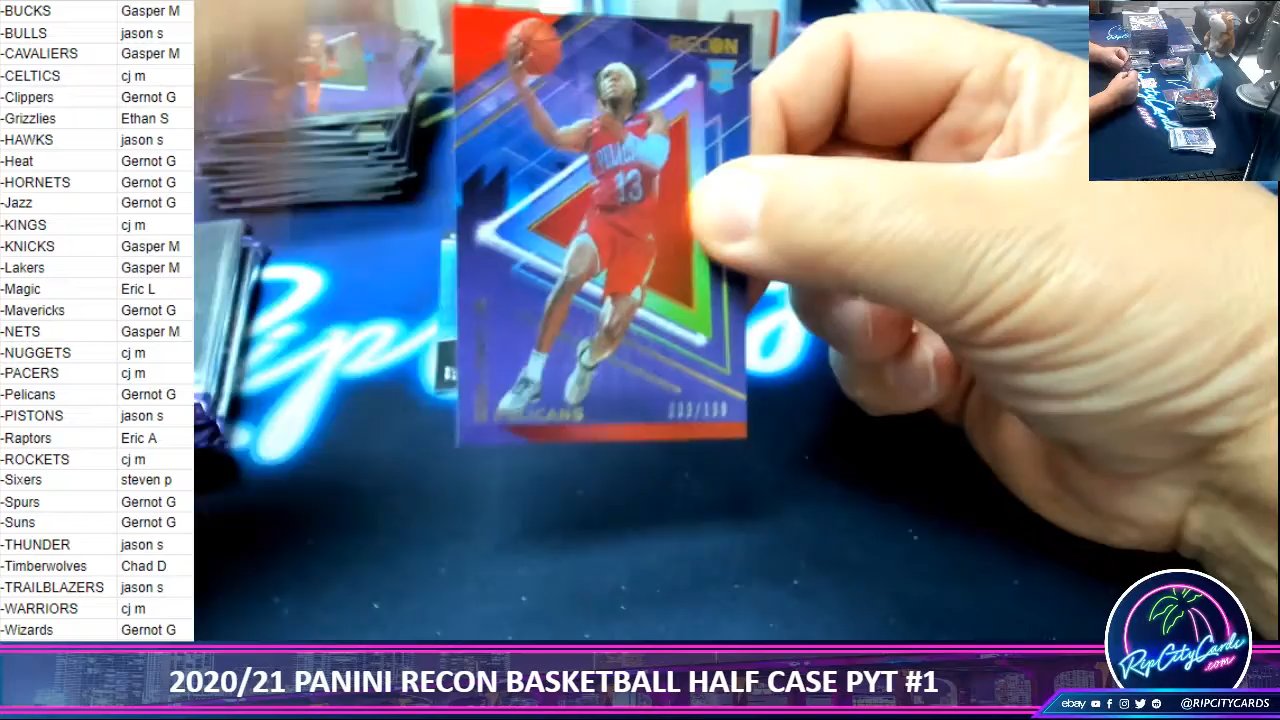 -BUCKS Gasper M
-BULLS jason s
-CAVALIERS Gasper M
-CELTICS cj m
-Clippers Gernot G
-Grizzlies Ethan S
-HAWKS jason s
-Heat Gernot G
-HORNETS Gernot G
-Jazz Gernot G
-KINGS cj m
-KNICKS Gasper M
-Lakers Gasper M
-Magic Eric L
-Mavericks Gernot G
-NETS Gasper M
-NUGGETS cj m
-PACERS cj m
-Pelicans Gernot G
-PISTONS jason s
-Raptors Eric A
-ROCKETS cj m
-Sixers steven p
-Spurs Gernot G
-Suns Gernot G
-THUNDER jason s
-Timberwolves Chad D
-TRAILBLAZERS jason s
-WARRIORS cj m
-Wizards Gernot G
RECON
13
PELICANS
2020/21 PANINI RECON BASKETBALL HALF CASE PYT #1
RipCityCards
.com
ebay @RIPCITYCARDS